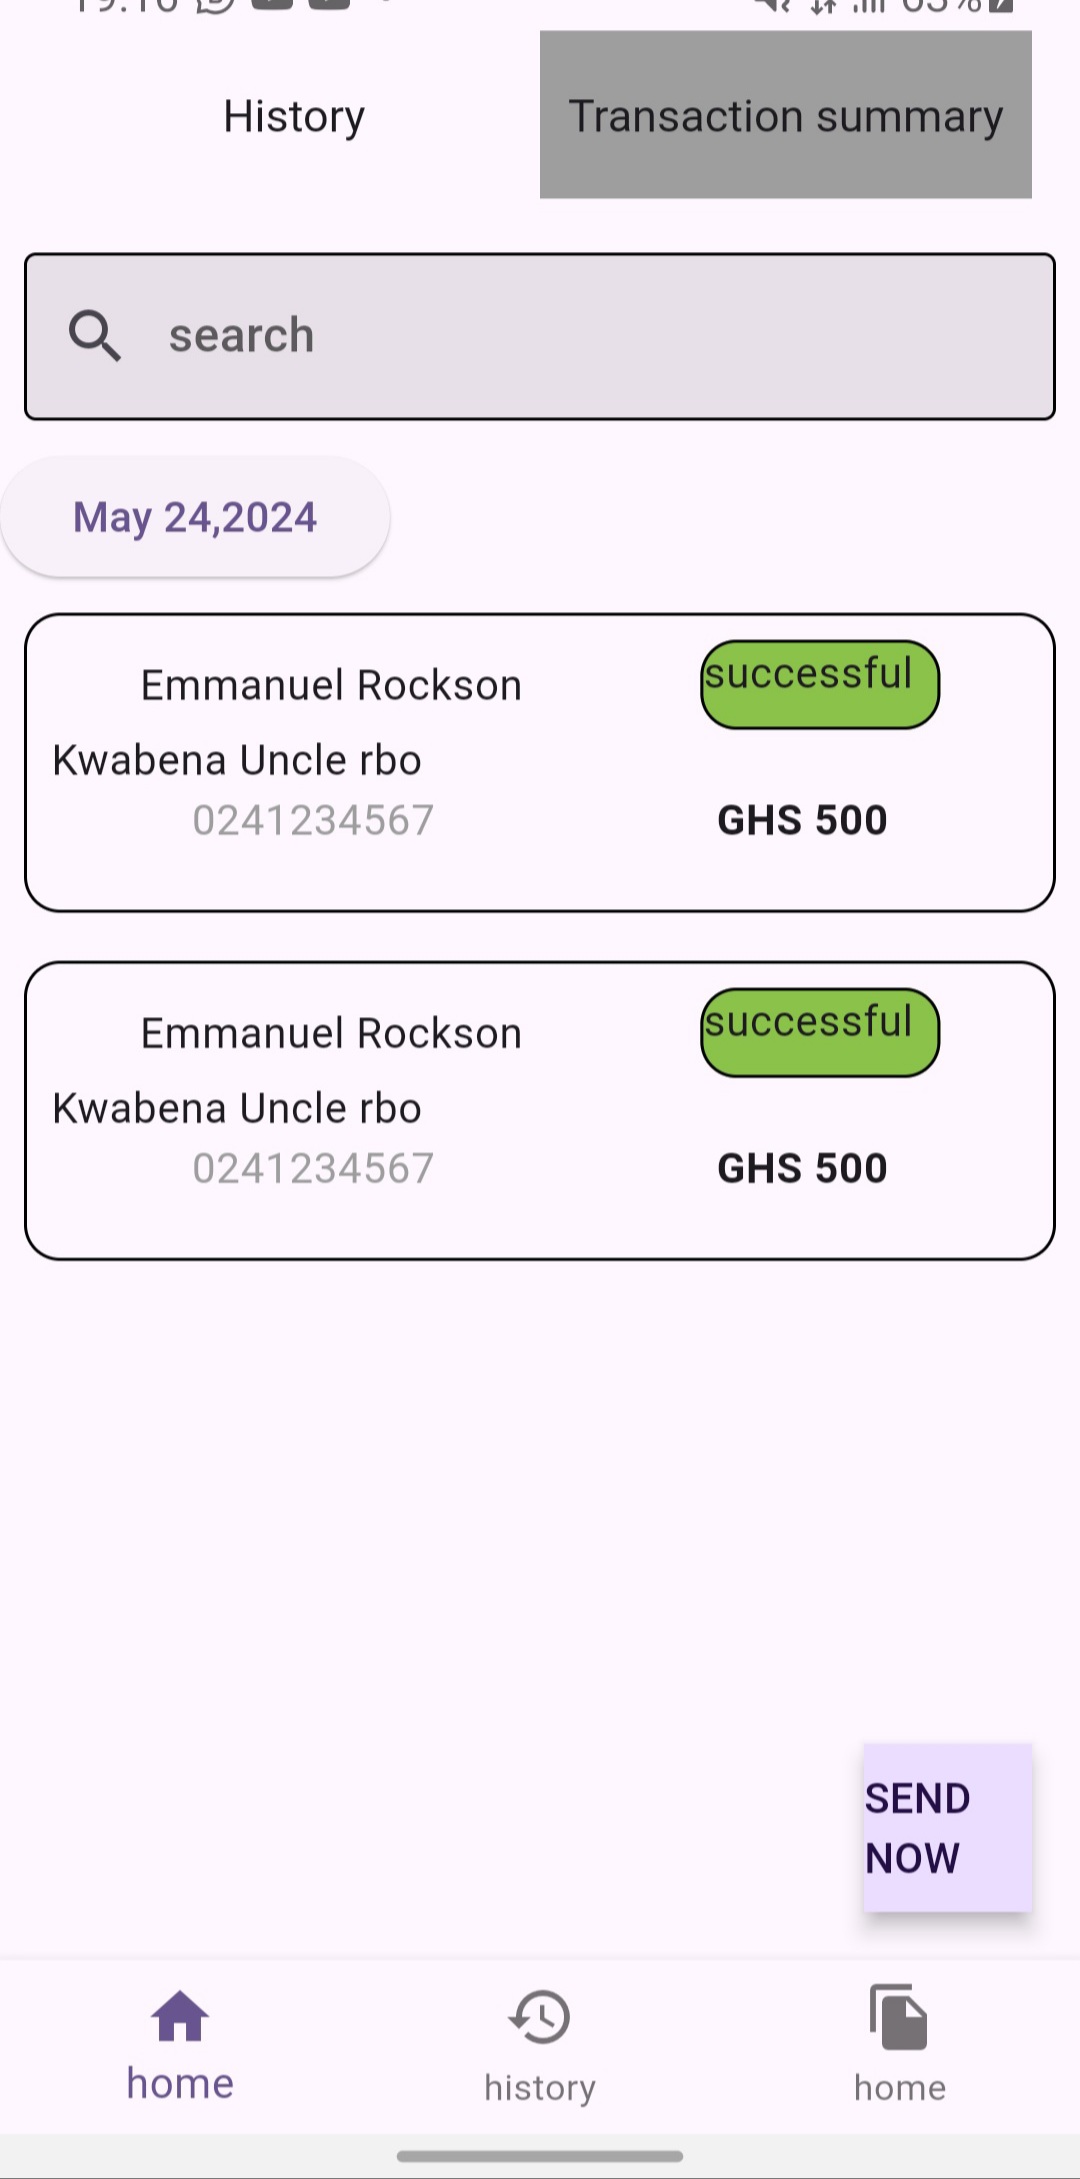 History
Transaction summary
search
May 24,2024
Emmanuel Rockson
successful
Kwabena Uncle rbo
0241234567
GHS 500
Emmanuel Rockson
successful
Kwabena Uncle rbo
0241234567
GHS 500
SEND
NOW
home
history
home